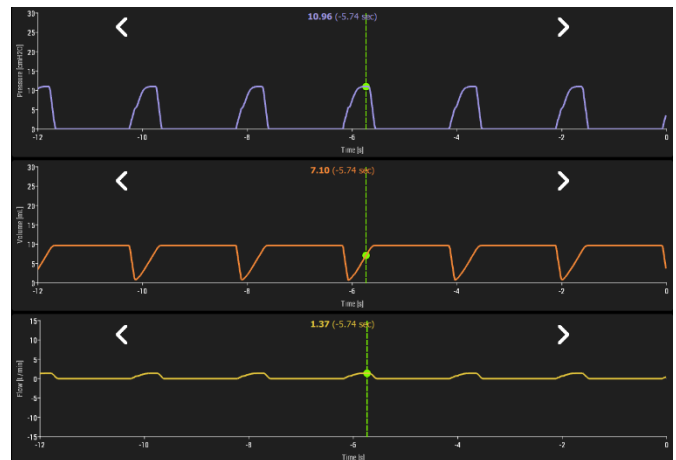 10.96 (-5.74 sec)
Pressure [cmH2O]
30
25
20
15
10
5
0
-12 -10 -8 -6 -4 -2 0
Time [s]
7.10 (-5.74 sec)
Volume [mL]
30
25
20
15
10
5
0
-12 -10 -8 -6 -4 -2 0
Time [s]
1.37 (-5.74 sec)
Flow [l/min]
15
10
5
0
-5
-10
-15
-12 -10 -8 -6 -4 -2 0
Time [s]